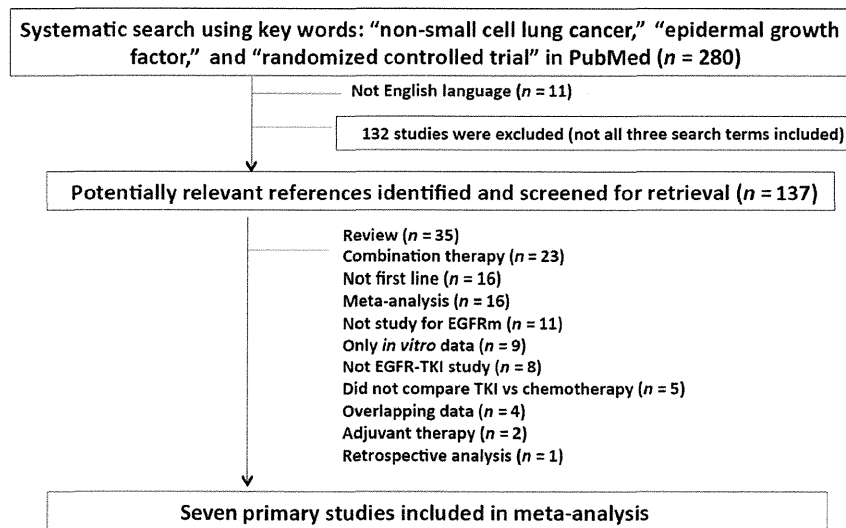 Systematic search using key words: “non-small cell lung cancer,” “epidermal growth
factor,” and “randomized controlled trial” in PubMed (n = 280)
Not English language (n = 11)
132 studies were excluded (not all three search terms included)
Potentially relevant references identified and screened for retrieval (n = 137)
Review (n = 35)
Combination therapy (n = 23)
Not first line (n = 16)
Meta-analysis (n = 16)
Not study for EGFRm (n = 11)
Only in vitro data (n = 9)
Not EGFR-TKI study (n = 8)
Did not compare TKI vs chemotherapy (n = 5)
Overlapping data (n = 4)
Adjuvant therapy (n = 2)
Retrospective analysis (n = 1)
Seven primary studies included in meta-analysis